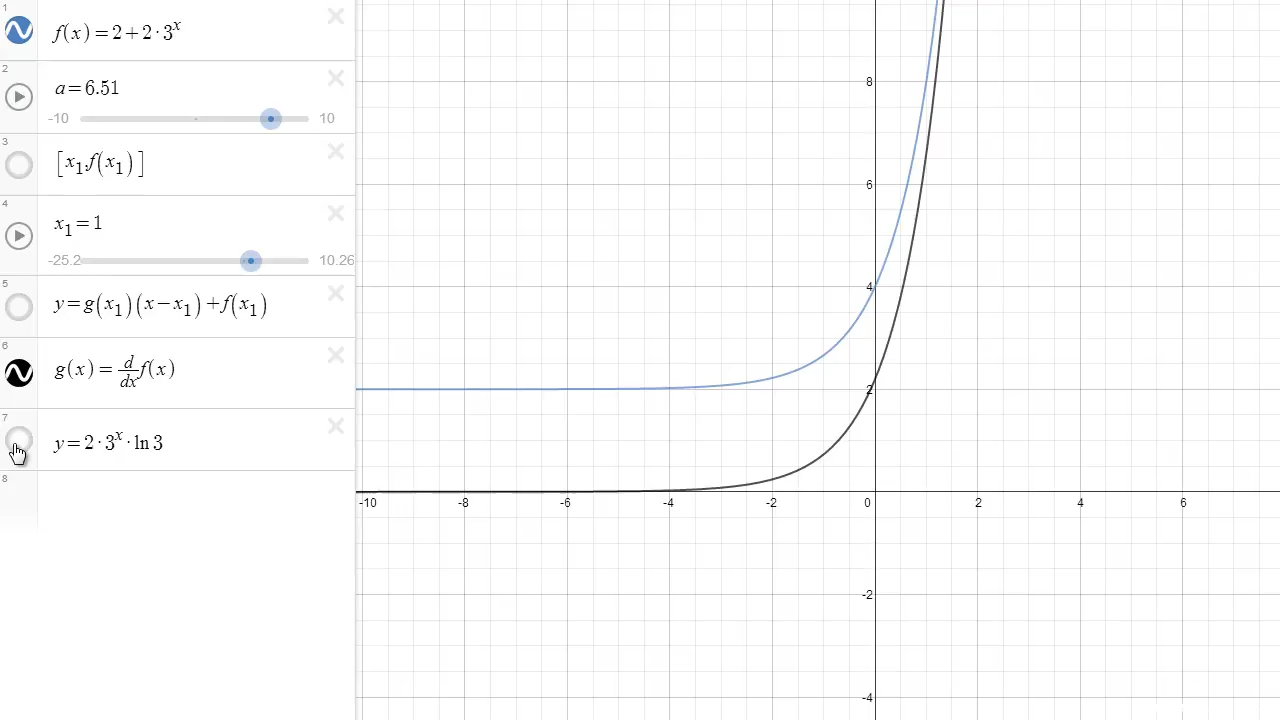 1
f(x)=2+2·3^x
2
a=6.51
-10 10
3
[x₁,f(x₁)]
4
x₁=1
-25.2 10.26
5
y=g(x₁)(x−x₁)+f(x₁)
6
g(x)=d/dx f(x)
7
y=2·3^x·ln3
8
8
6
4
2
-10 -8 -6 -4 -2 0 2 4 6
-2
-4